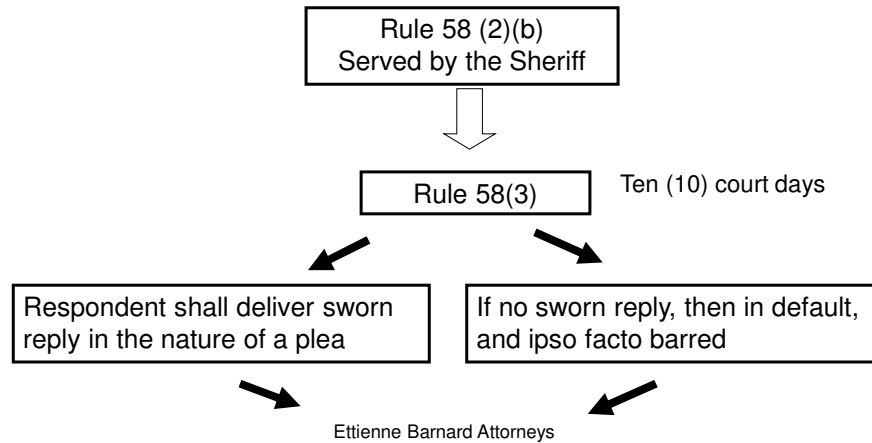 Rule 58 (2)(b)
Served by the Sheriff
Rule 58(3)
Ten (10) court days
Respondent shall deliver sworn
reply in the nature of a plea
If no sworn reply, then in default,
and ipso facto barred
Ettienne Barnard Attorneys